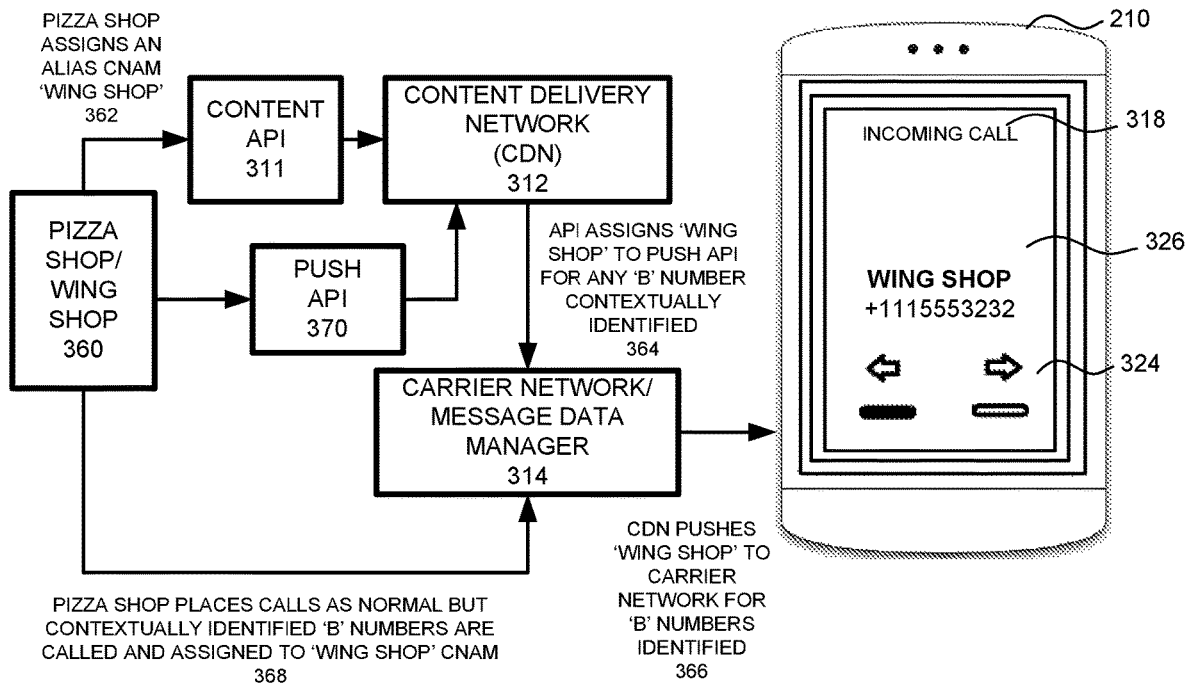 PIZZA SHOP
ASSIGNS AN
ALIAS CNAM
'WING SHOP'
362
CONTENT
API
311
CONTENT DELIVERY
NETWORK
(CDN)
312
210
INCOMING CALL
318
PIZZA
SHOP/
WING
SHOP
360
PUSH
API
370
API ASSIGNS 'WING
SHOP' TO PUSH API
FOR ANY 'B' NUMBER
CONTEXTUALLY
IDENTIFIED
364
326
WING SHOP
+1115553232
324
CARRIER NETWORK/
MESSAGE DATA
MANAGER
314
CDN PUSHES
'WING SHOP' TO
CARRIER
NETWORK FOR
'B' NUMBERS
IDENTIFIED
366
PIZZA SHOP PLACES CALLS AS NORMAL BUT
CONTEXTUALLY IDENTIFIED 'B' NUMBERS ARE
CALLED AND ASSIGNED TO 'WING SHOP' CNAM
368